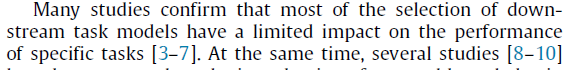 Many studies confirm that most of the selection of down-
stream task models have a limited impact on the performance
of specific tasks [3–7]. At the same time, several studies [8–10]